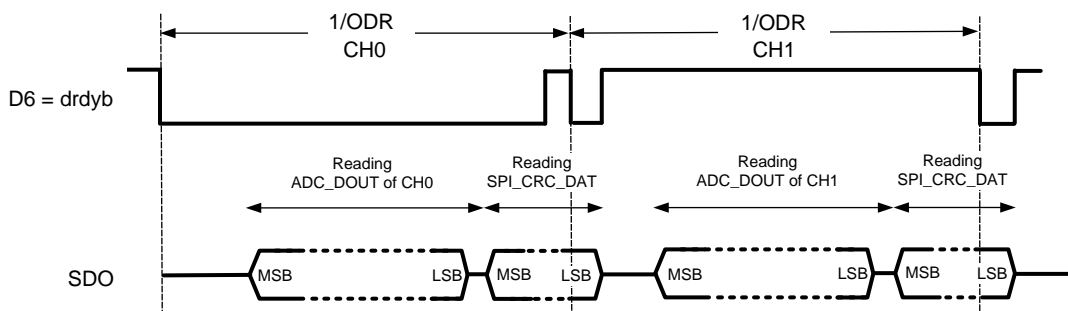 1/ODR
CH0
1/ODR
CH1
D6 = drdyb
Reading
ADC_DOUT of CH0
Reading
SPI_CRC_DAT
Reading
ADC_DOUT of CH1
Reading
SPI_CRC_DAT
SDO
MSB
LSB
MSB
LSB
MSB
LSB
MSB
LSB